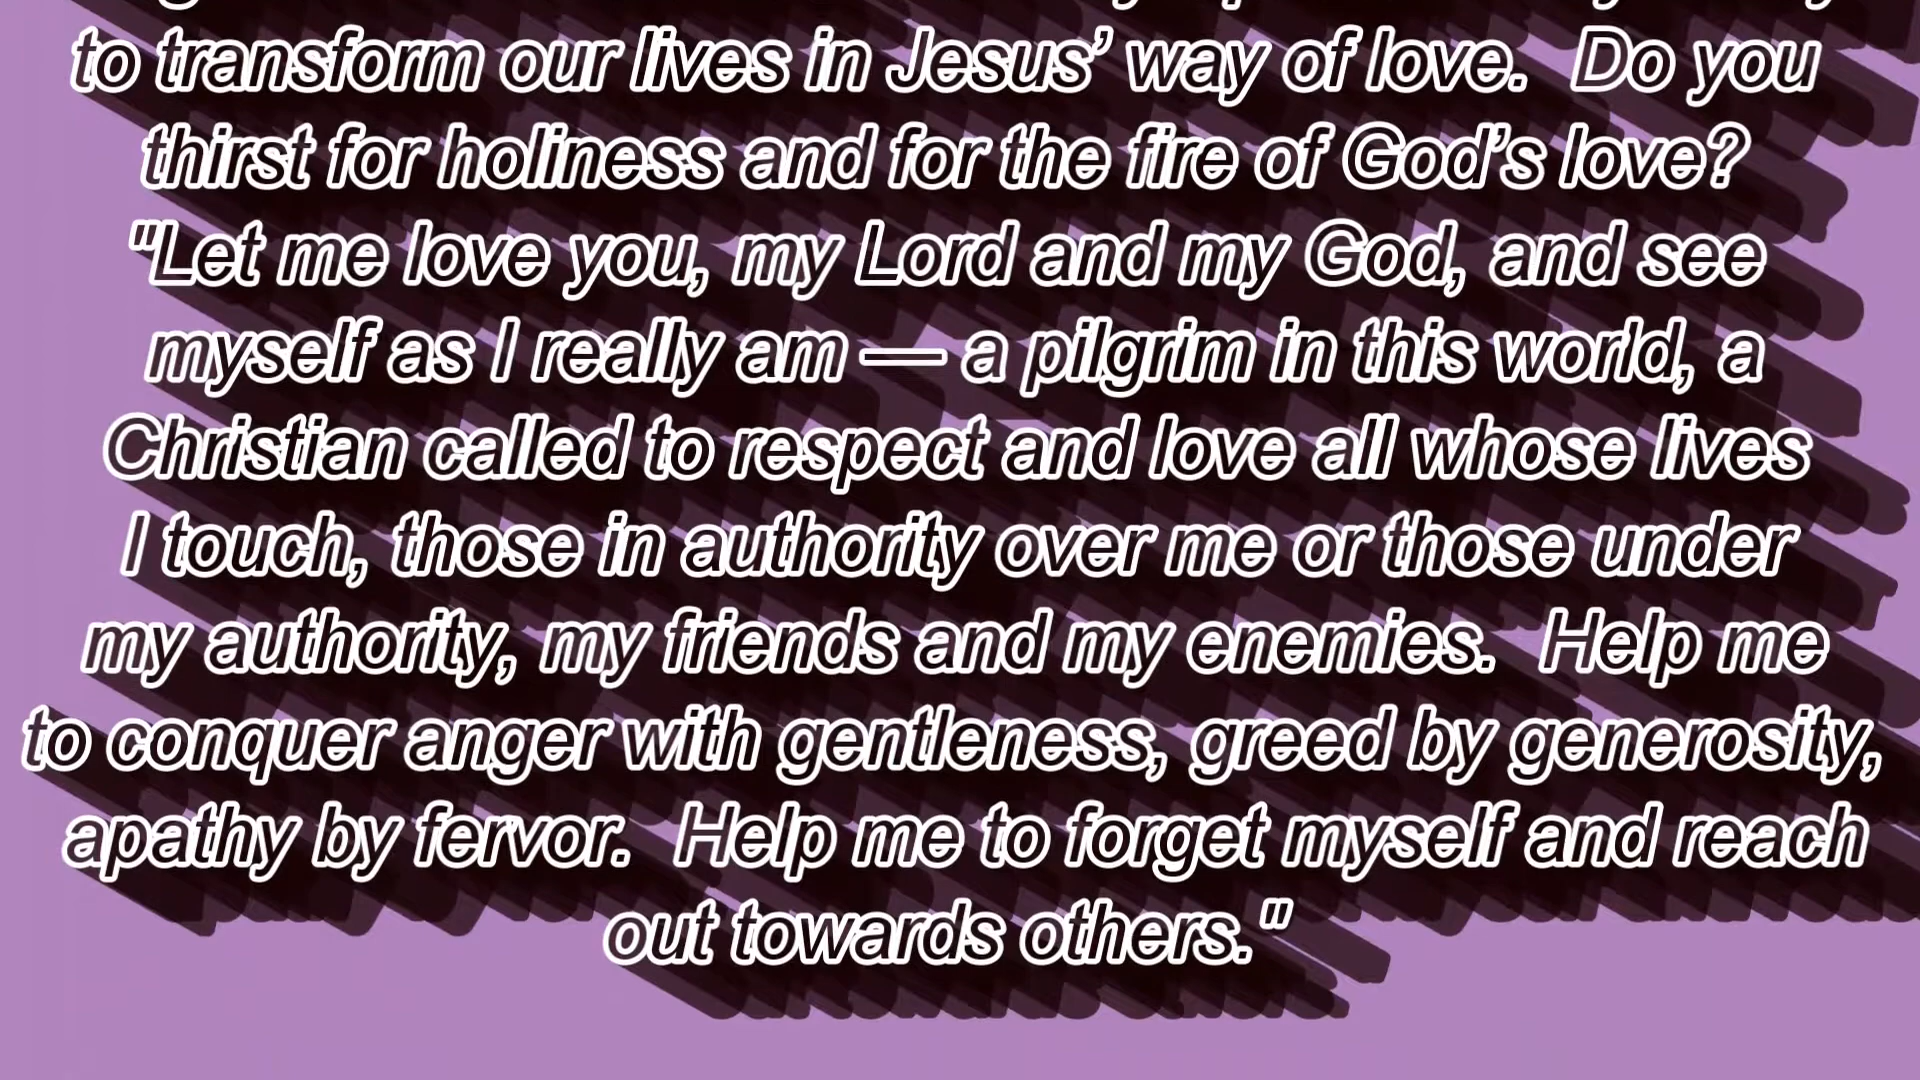 to transform our lives in Jesus’ way of love.  Do you
thirst for holiness and for the fire of God’s love?
"Let me love you, my Lord and my God, and see
myself as I really am — a pilgrim in this world, a
Christian called to respect and love all whose lives
I touch, those in authority over me or those under
my authority, my friends and my enemies.  Help me
to conquer anger with gentleness, greed by generosity,
apathy by fervor.  Help me to forget myself and reach
out towards others."